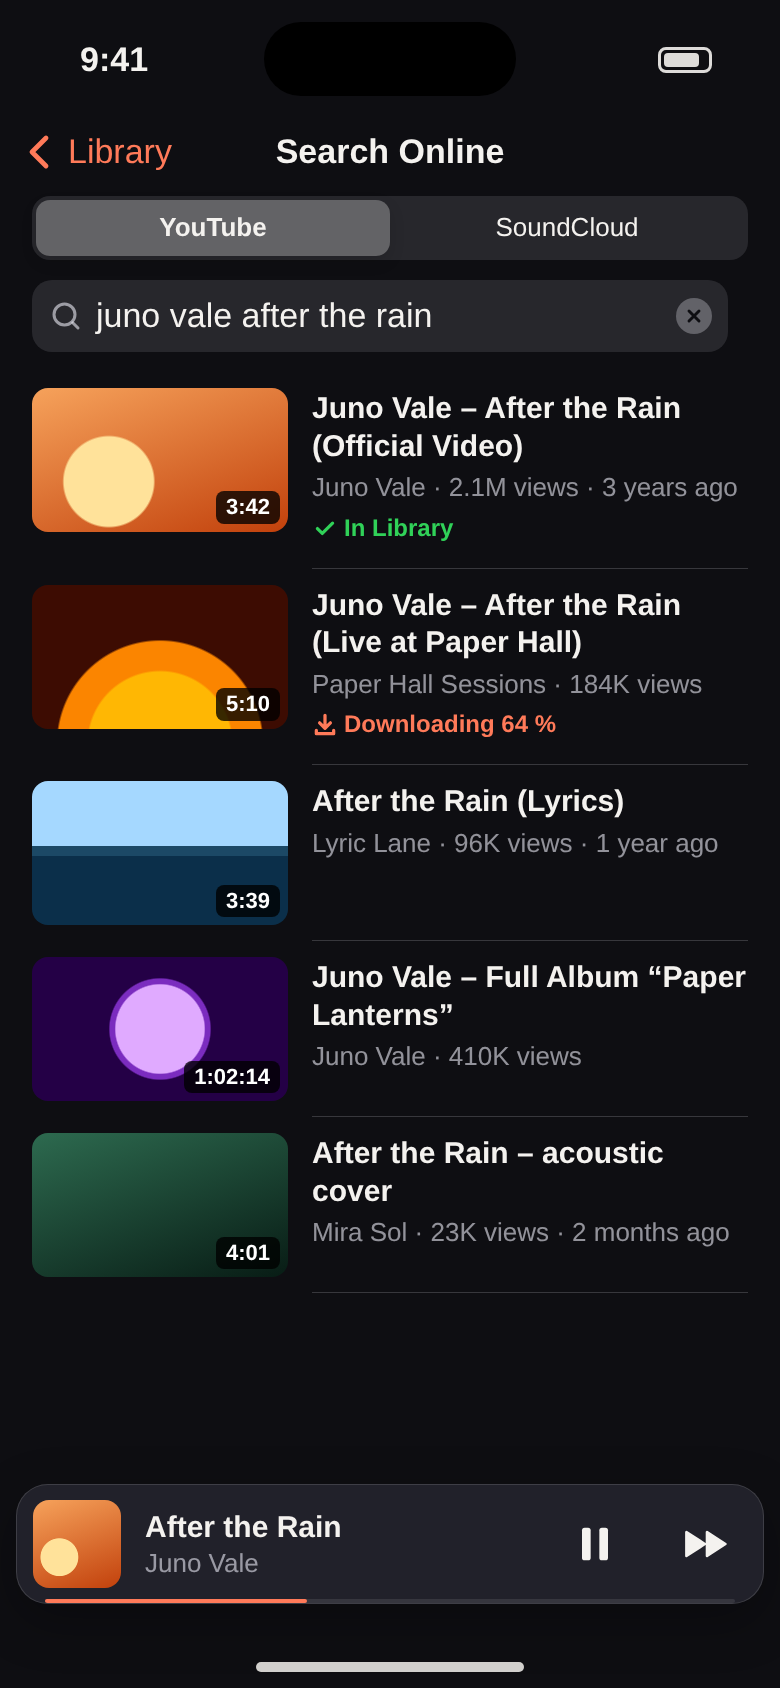 9:41
Library
Search Online
YouTube
SoundCloud
juno vale after the rain
3:42
Juno Vale – After the Rain
(Official Video)
Juno Vale · 2.1M views · 3 years ago
In Library
5:10
Juno Vale – After the Rain
(Live at Paper Hall)
Paper Hall Sessions · 184K views
Downloading 64 %
3:39
After the Rain (Lyrics)
Lyric Lane · 96K views · 1 year ago
1:02:14
Juno Vale – Full Album “Paper
Lanterns”
Juno Vale · 410K views
4:01
After the Rain – acoustic
cover
Mira Sol · 23K views · 2 months ago
After the Rain
Juno Vale